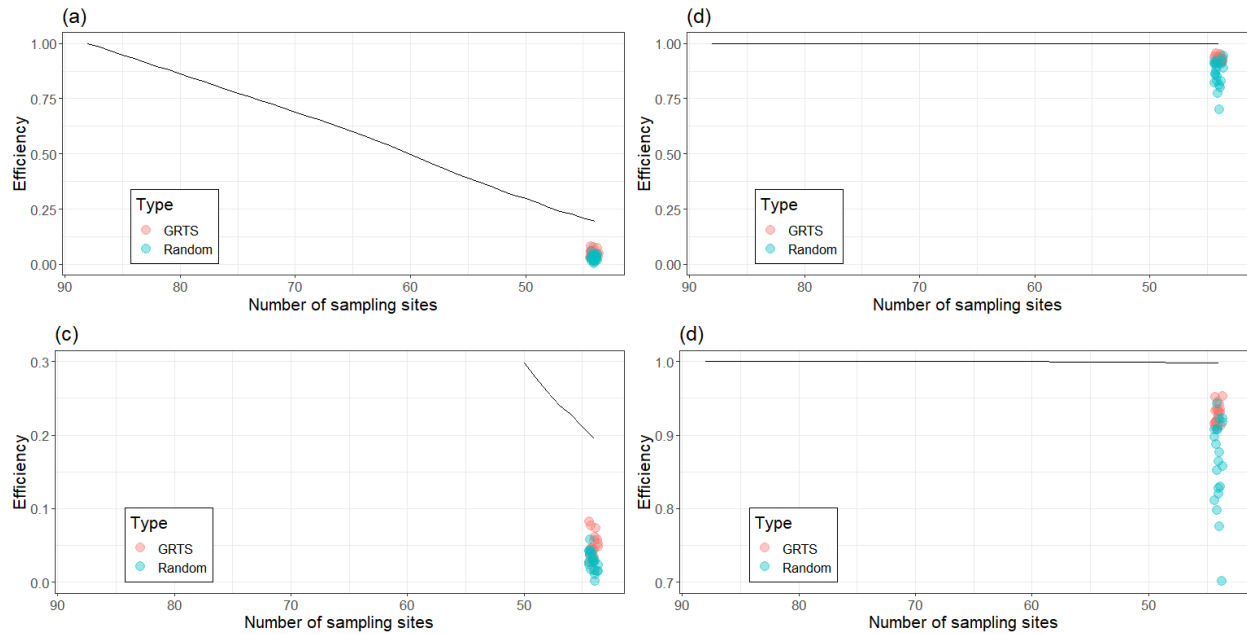 (a)
Efficiency
1.00
0.75
0.50
0.25
0.00
Type
GRTS
Random
90 80 70 60 50
Number of sampling sites
(d)
Efficiency
1.00
0.75
0.50
0.25
0.00
Type
GRTS
Random
90 80 70 60 50
Number of sampling sites
(c)
Efficiency
0.3
0.2
0.1
0.0
Type
GRTS
Random
90 80 70 60 50
Number of sampling sites
(d)
Efficiency
1.0
0.9
0.8
0.7
Type
GRTS
Random
90 80 70 60 50
Number of sampling sites